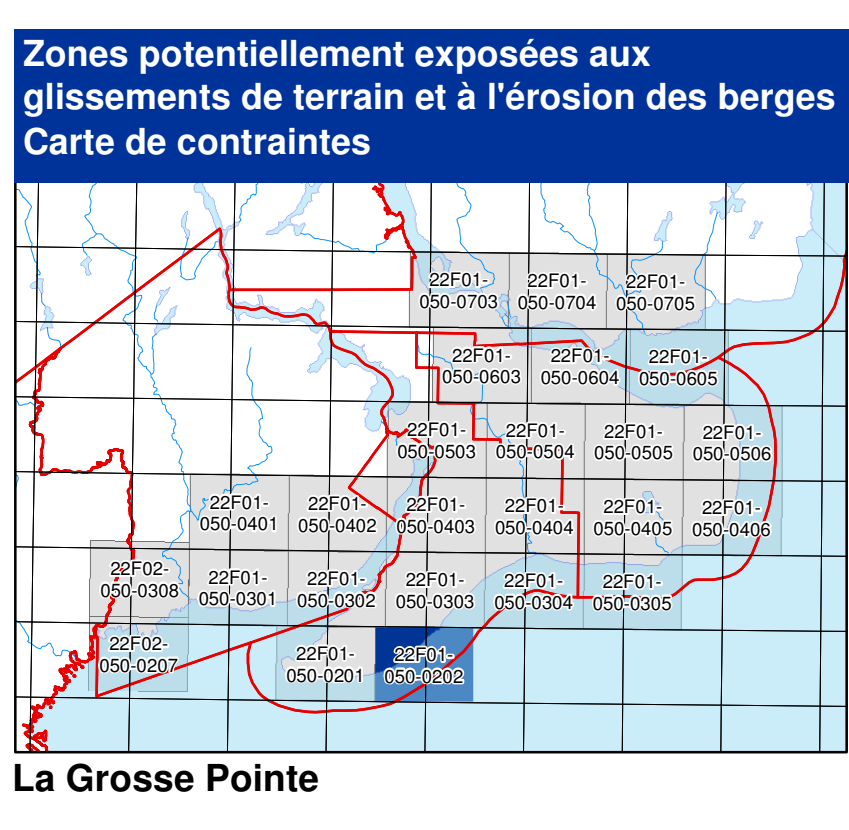 Zones potentiellement exposées aux
glissements de terrain et à l'érosion des berges
Carte de contraintes
22F01-
050-0703
22F01-
050-0704
22F01-
050-0705
22F01-
050-0603
22F01-
050-0604
22F01-
050-0605
22F01-
050-0503
22F01-
050-0504
22F01-
050-0505
22F01-
050-0506
22F01-
050-0401
22F01-
050-0402
22F01-
050-0403
22F01-
050-0404
22F01-
050-0405
22F01-
050-0406
22F02-
050-0308
22F01-
050-0301
22F01-
050-0302
22F01-
050-0303
22F01-
050-0304
22F01-
050-0305
22F02-
050-0207
22F01-
050-0201
22F01-
050-0202
La Grosse Pointe